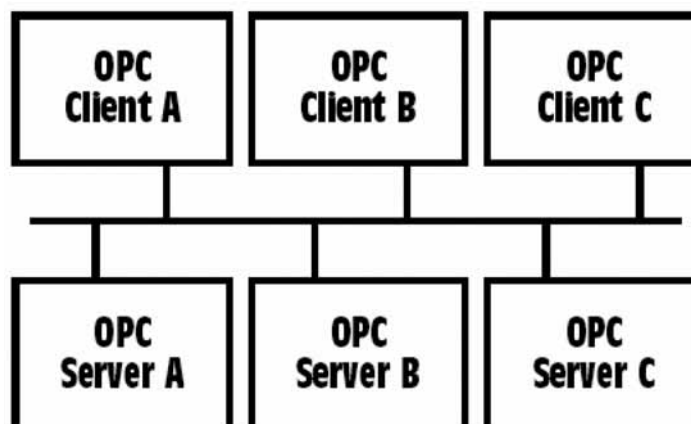 OPC
Client A
OPC
Client B
OPC
Client C
OPC
Server A
OPC
Server B
OPC
Server C